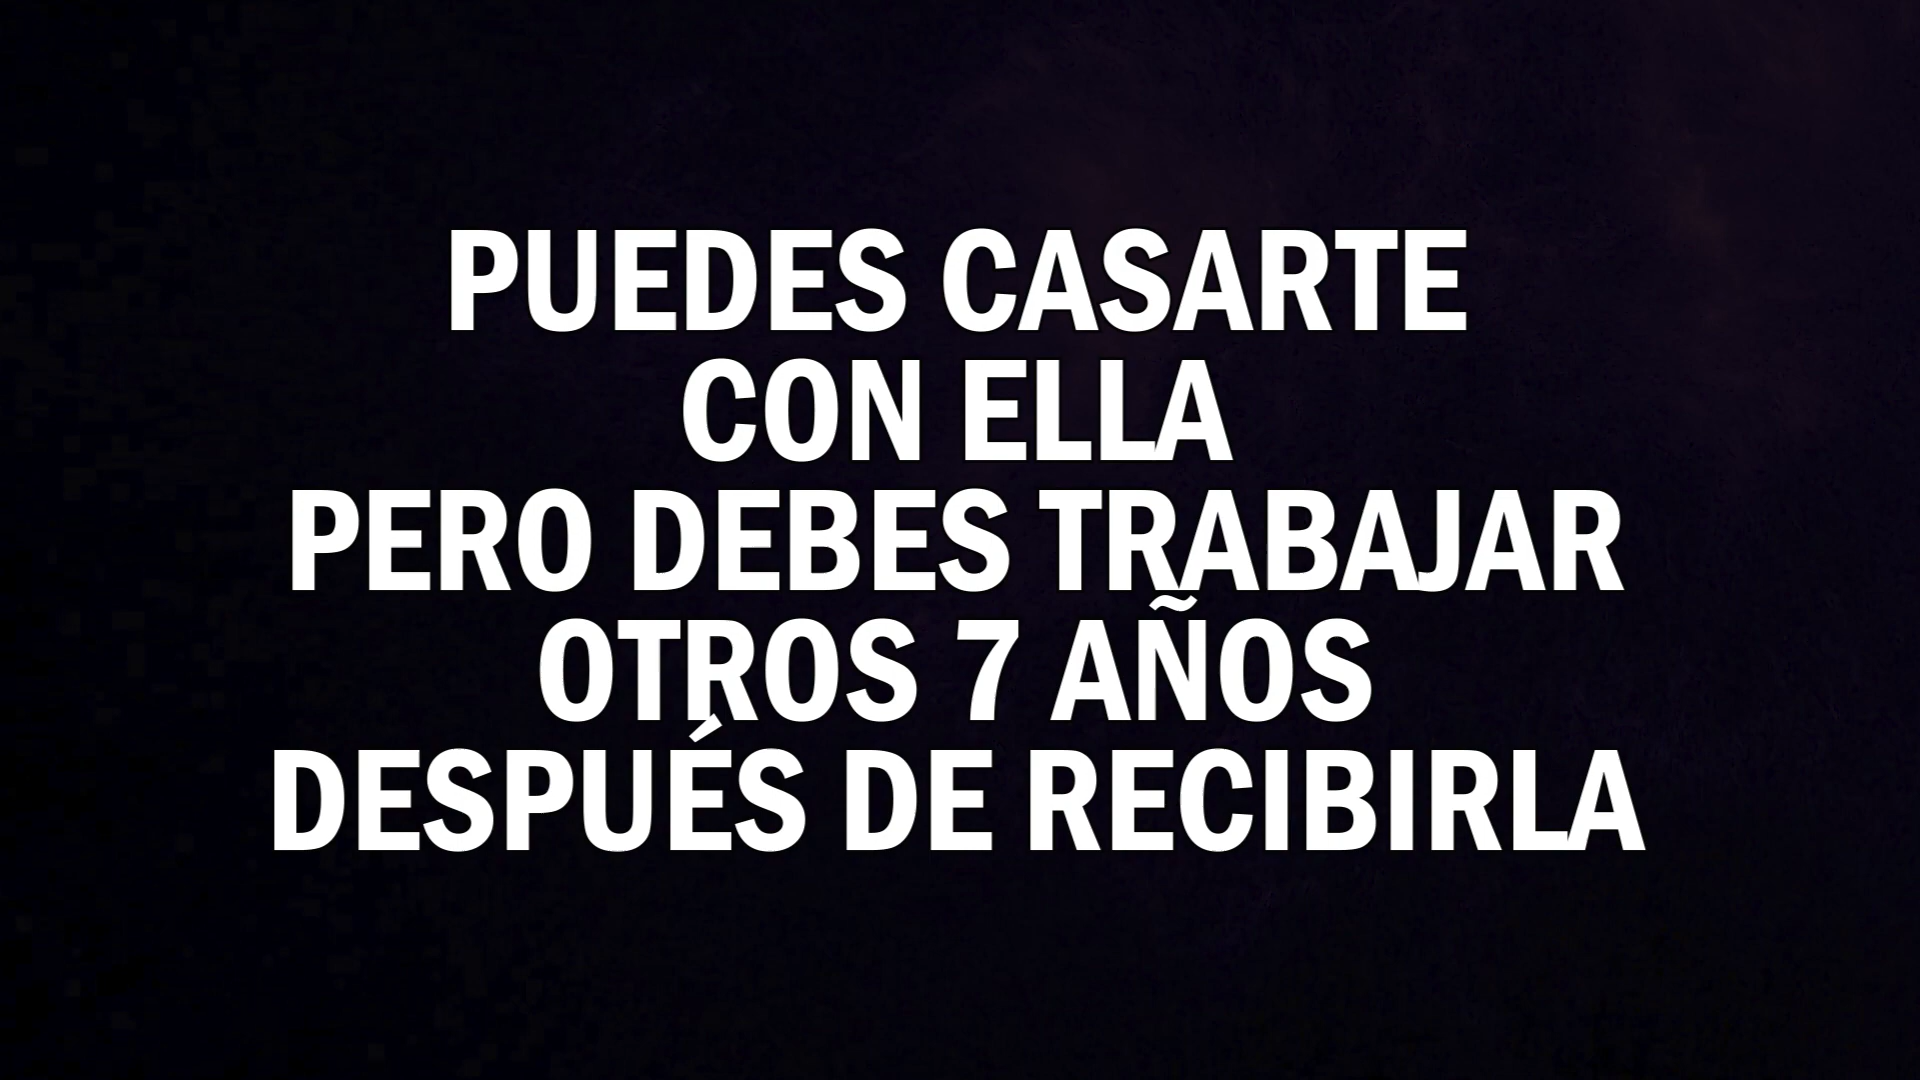 PUEDES CASARTE
CON ELLA
PERO DEBES TRABAJAR
OTROS 7 AÑOS
DESPUÉS DE RECIBIRLA